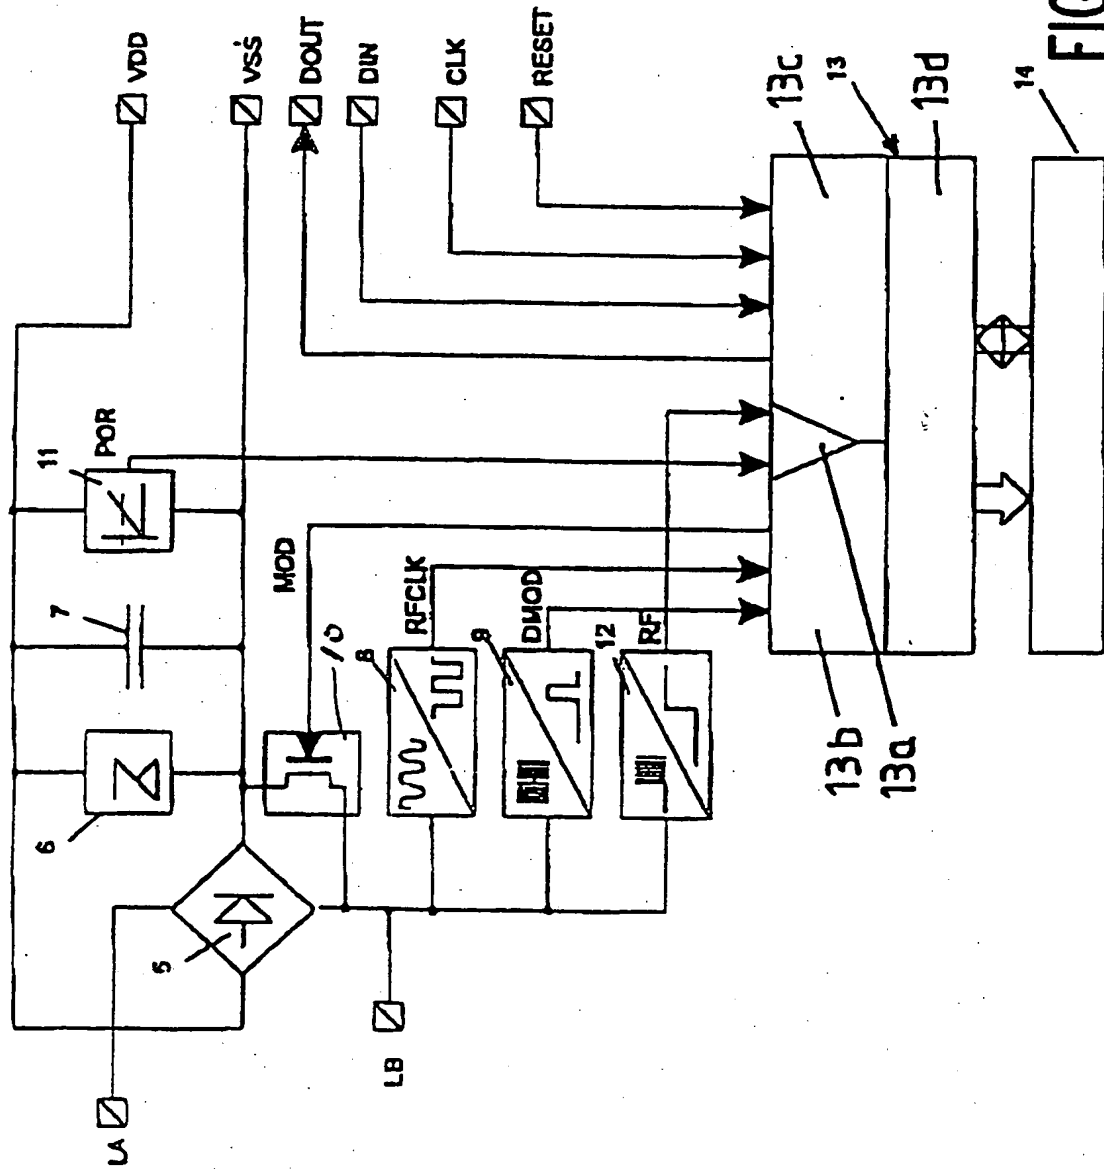 VDD
VSS
DOUT
DIN
CLK
RESET
11
POR
7
6
5
LA
LB
MOD
10
8
RFCLK
9
DMOD
12
RF
13c
13
13d
13b
13a
14
FIG